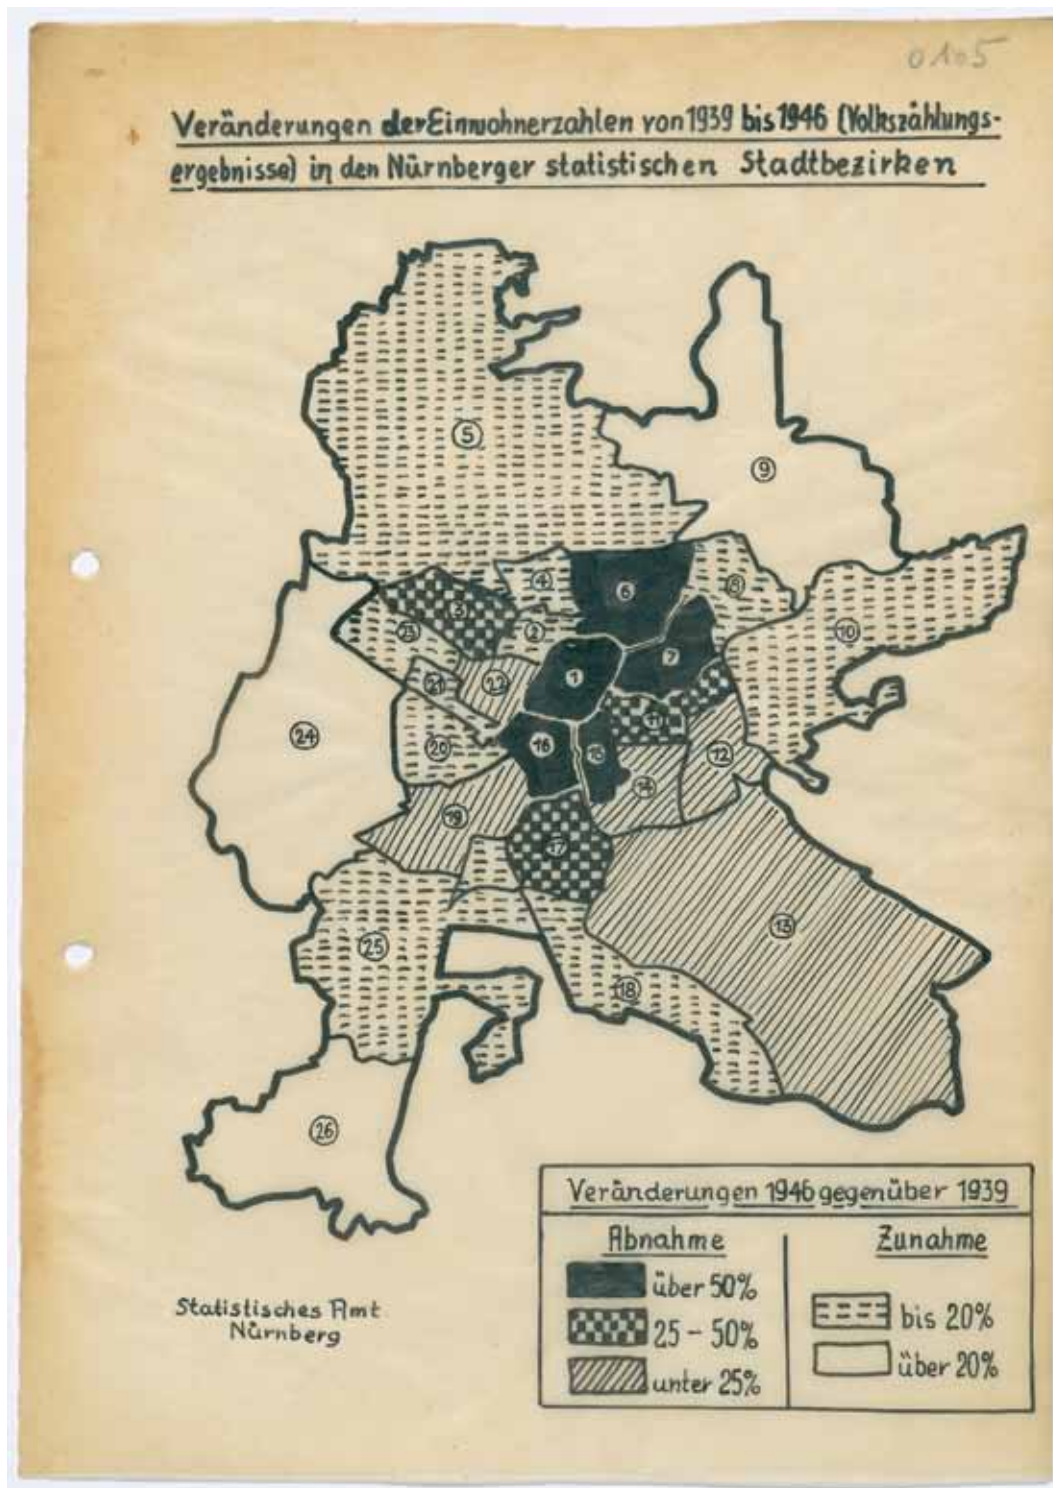 0105
Veränderungen der Einwohnerzahlen von 1939 bis 1946 (Volkszählungs-
ergebnisse) in den Nürnberger statistischen Stadtbezirken
5
9
4
6
8
3
10
23
2
7
1
21
22
11
24
20
16
15
12
14
19
17
13
25
18
26
Veränderungen 1946 gegenüber 1939
Abnahme
über 50%
25 - 50%
unter 25%
Zunahme
bis 20%
über 20%
Statistisches Amt
Nürnberg